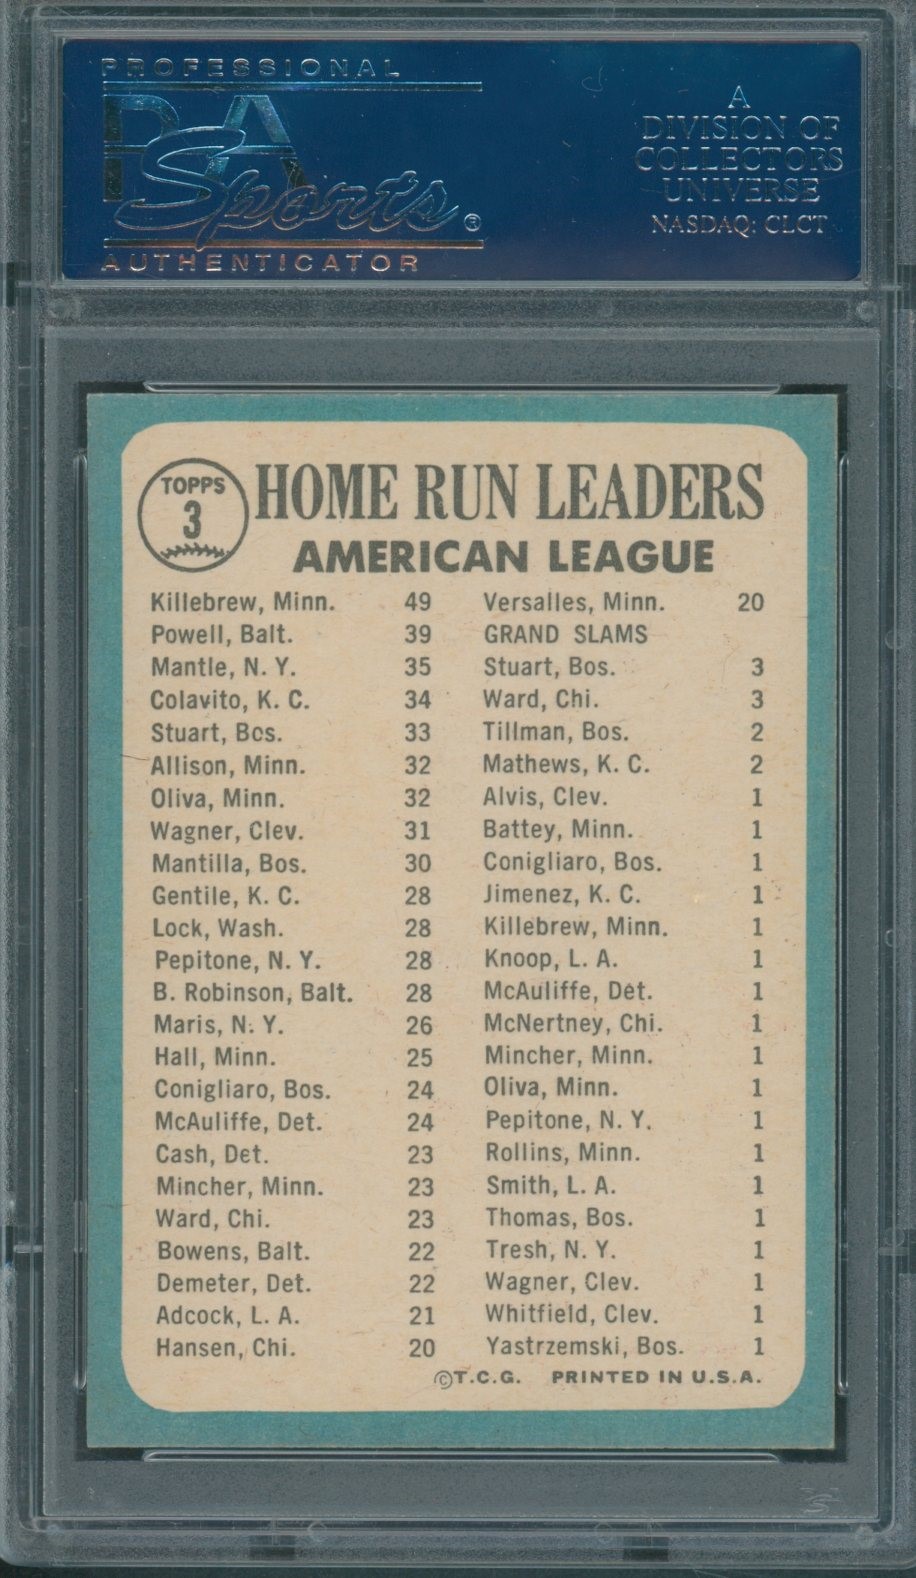 PROFESSIONAL
PSA
Sports®
AUTHENTICATOR
A
DIVISION OF
COLLECTORS
UNIVERSE
NASDAQ: CLCT
TOPPS
3
HOME RUN LEADERS
AMERICAN LEAGUE
Killebrew, Minn. 49
Powell, Balt. 39
Mantle, N. Y. 35
Colavito, K. C. 34
Stuart, Bos. 33
Allison, Minn. 32
Oliva, Minn. 32
Wagner, Clev. 31
Mantilla, Bos. 30
Gentile, K. C. 28
Lock, Wash. 28
Pepitone, N. Y. 28
B. Robinson, Balt. 28
Maris, N. Y. 26
Hall, Minn. 25
Conigliaro, Bos. 24
McAuliffe, Det. 24
Cash, Det. 23
Mincher, Minn. 23
Ward, Chi. 23
Bowens, Balt. 22
Demeter, Det. 22
Adcock, L. A. 21
Hansen, Chi. 20
Versalles, Minn. 20
GRAND SLAMS
Stuart, Bos. 3
Ward, Chi. 3
Tillman, Bos. 2
Mathews, K. C. 2
Alvis, Clev. 1
Battey, Minn. 1
Conigliaro, Bos. 1
Jimenez, K. C. 1
Killebrew, Minn. 1
Knoop, L. A. 1
McAuliffe, Det. 1
McNertney, Chi. 1
Mincher, Minn. 1
Oliva, Minn. 1
Pepitone, N. Y. 1
Rollins, Minn. 1
Smith, L. A. 1
Thomas, Bos. 1
Tresh, N. Y. 1
Wagner, Clev. 1
Whitfield, Clev. 1
Yastrzemski, Bos. 1
©T.C.G. PRINTED IN U.S.A.